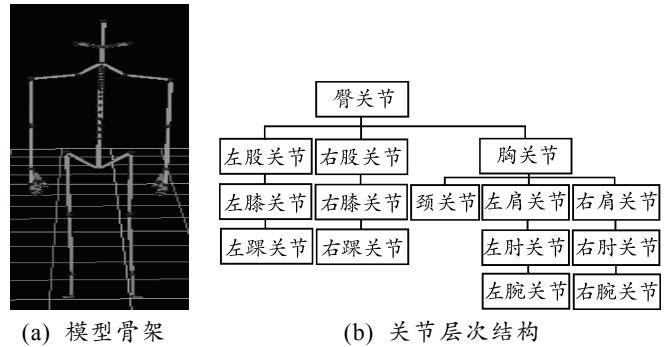 臀关节
左股关节 右股关节 胸关节
左膝关节 右膝关节 颈关节 左肩关节 右肩关节
左踝关节 右踝关节 左肘关节 右肘关节
左腕关节 右腕关节
(a) 模型骨架 (b) 关节层次结构